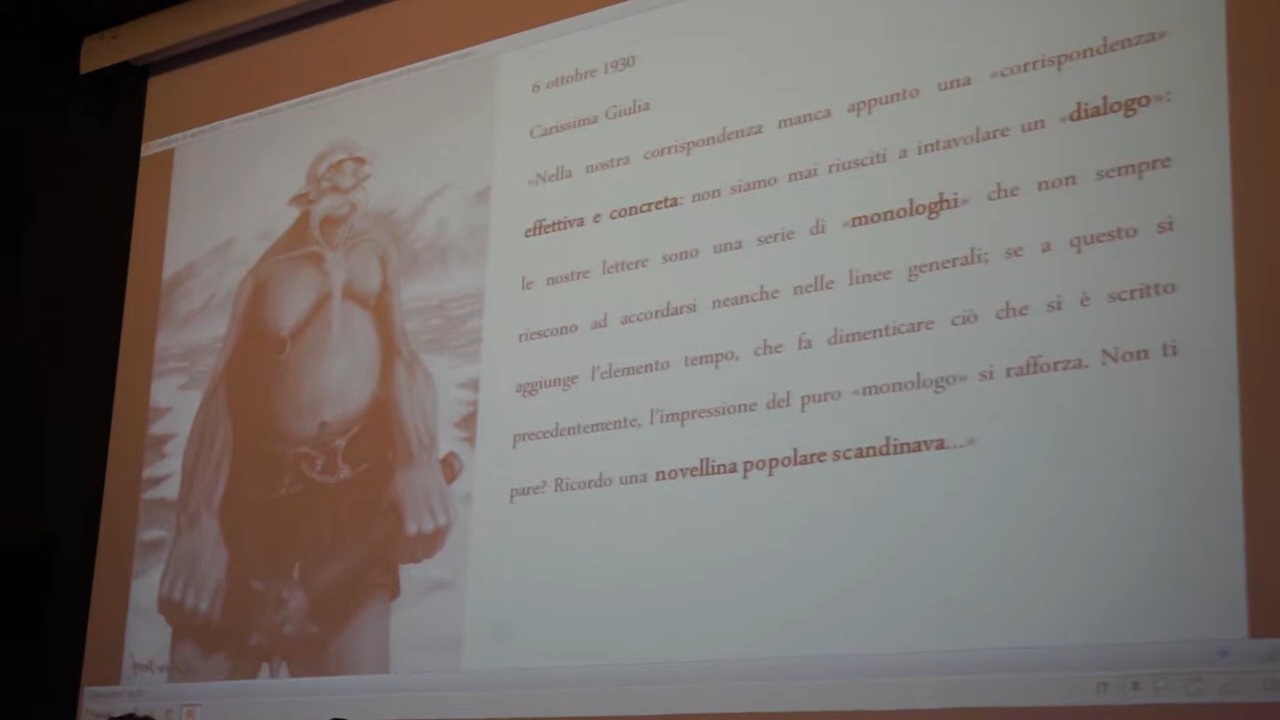 6 ottobre 1930
Carissima Giulia
«Nella nostra corrispondenza manca appunto una «corrispondenza»
effettiva e concreta: non siamo mai riusciti a intavolare un «dialogo»:
le nostre lettere sono una serie di «monologhi» che non sempre
riescono ad accordarsi neanche nelle linee generali; se a questo si
aggiunge l'elemento tempo, che fa dimenticare ciò che si è scritto
precedentemente, l'impressione del puro «monologo» si rafforza. Non ti
pare? Ricordo una novellina popolare scandinava...»
IT